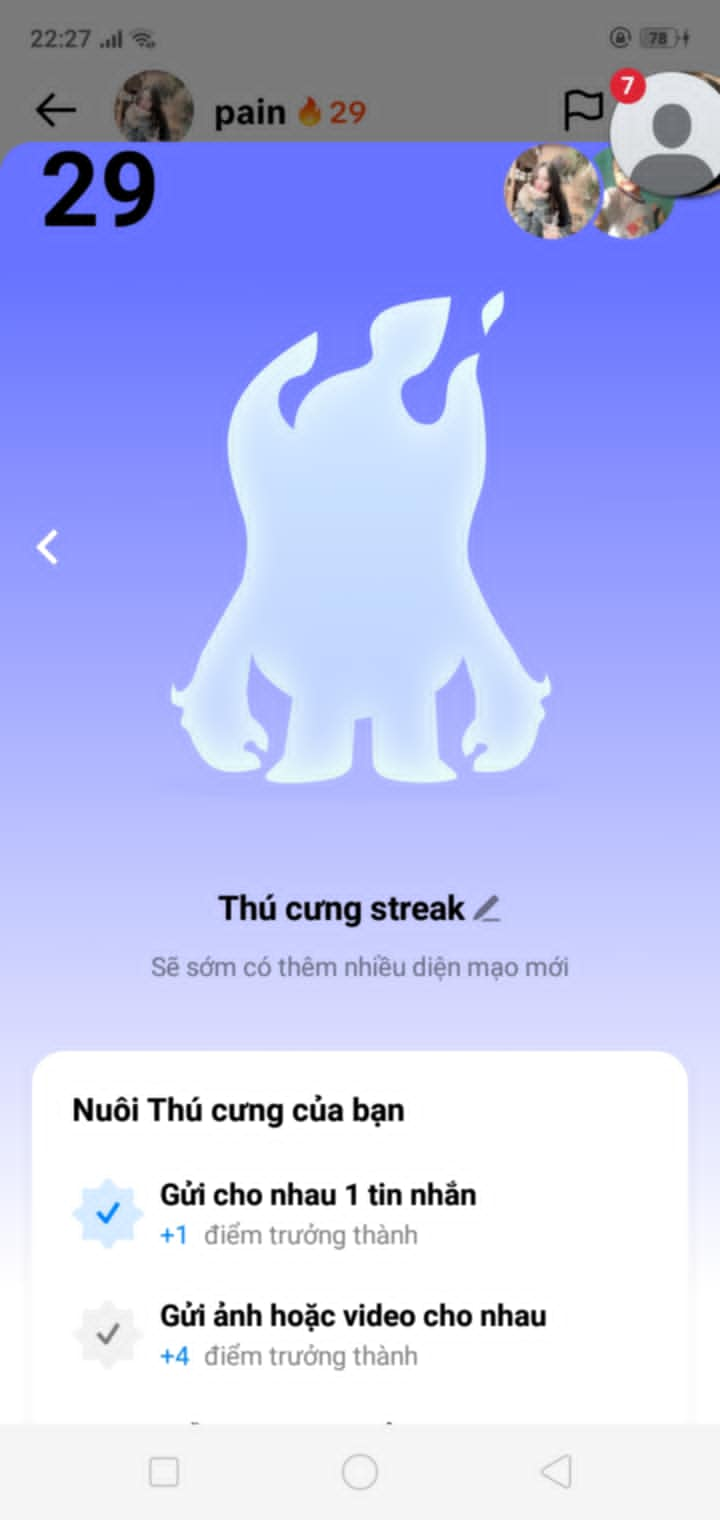 22:27
78
pain 🔥 29
7
29
Thú cưng streak
Sẽ sớm có thêm nhiều diện mạo mới
Nuôi Thú cưng của bạn
Gửi cho nhau 1 tin nhắn
+1 điểm trưởng thành
Gửi ảnh hoặc video cho nhau
+4 điểm trưởng thành